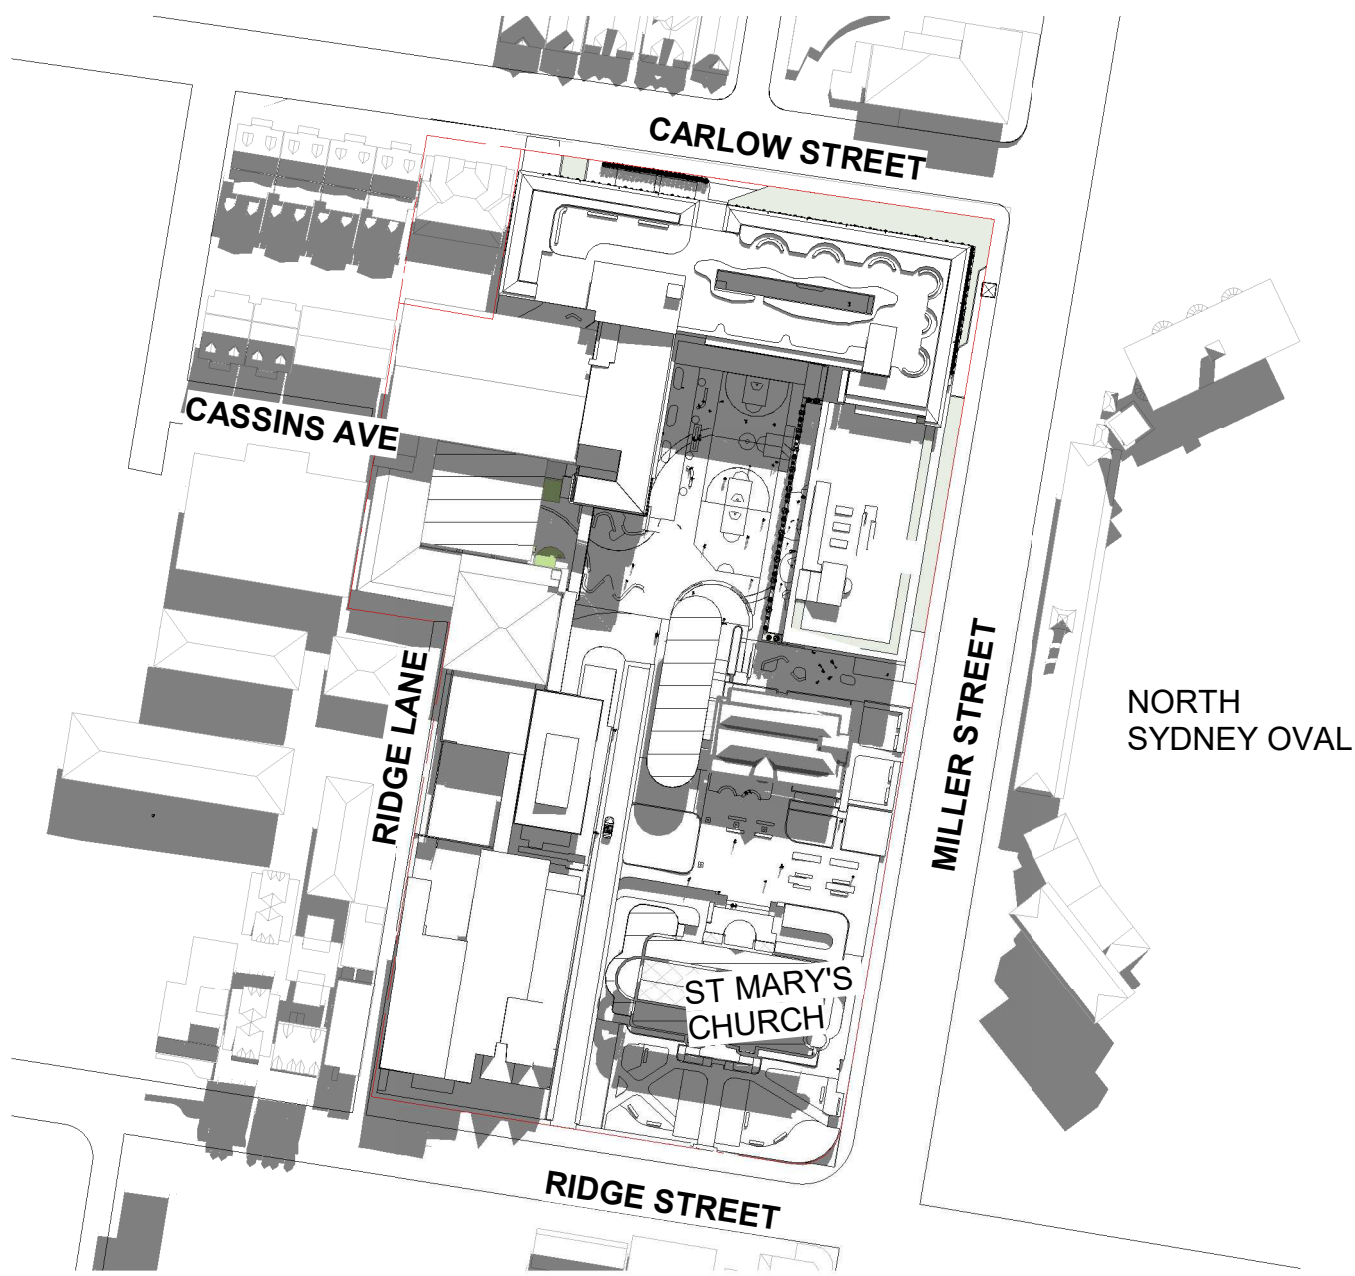 CARLOW STREET
CASSINS AVE
RIDGE LANE
MILLER STREET
NORTH
SYDNEY OVAL
ST MARY'S
CHURCH
RIDGE STREET